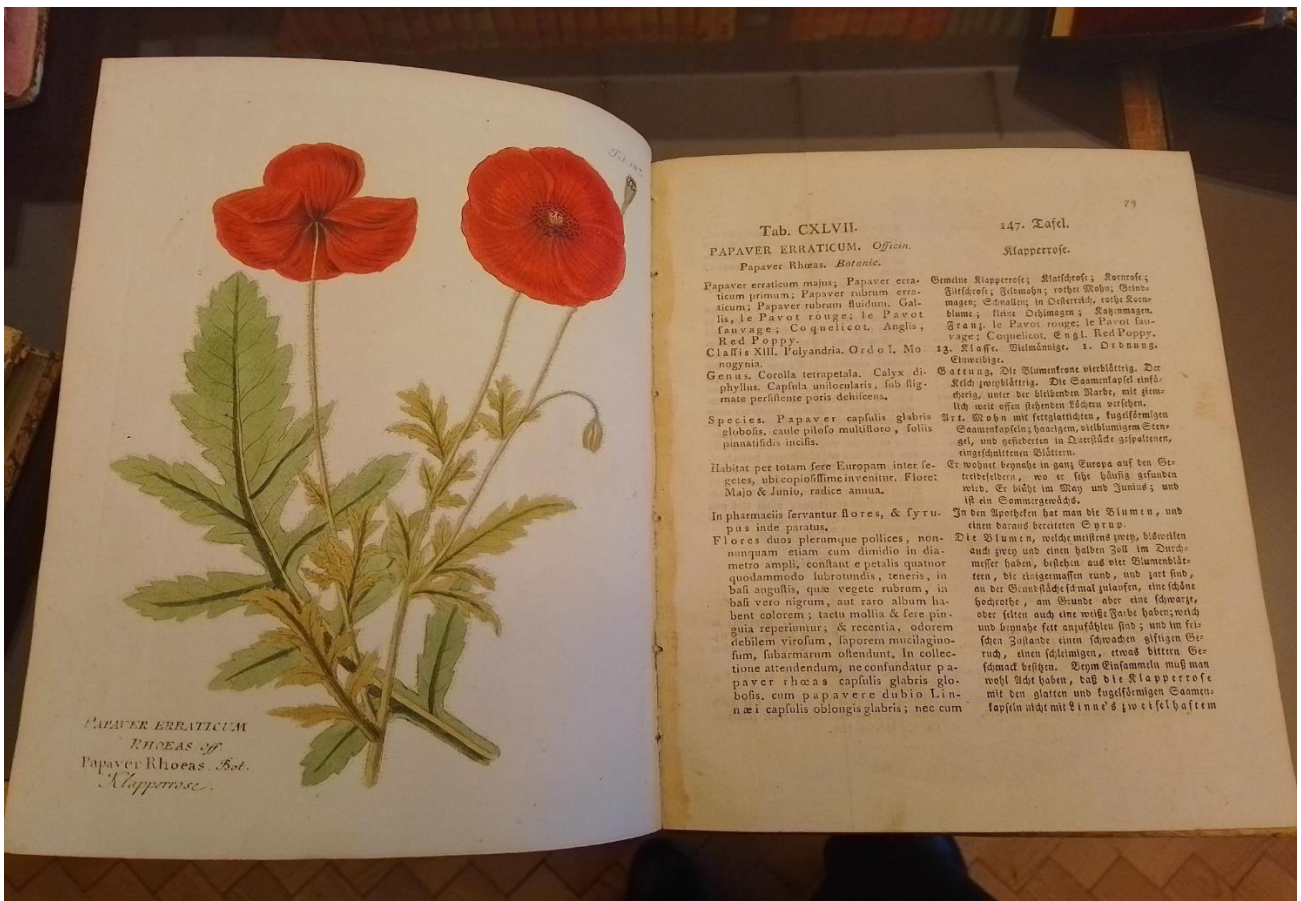 Tab. 147.
PAPAVER ERRATICUM
RHOEAS off.
Papaver Rhoeas. Bot.
Klapperrose.
79
Tab. CXLVII.
PAPAVER ERRATICUM. Officin.
Papaver Rhœas. Botanic.
Papaver erraticum majus; Papaver erra-
ticum primum; Papaver rubrum erra-
ticum; Papaver rubrum fluidum. Gal-
lis, le Pavot rouge; le Pavot
ſauvage; Coquelicot. Anglis,
Red Poppy.
Claſſis XIII. Polyandria. Ordo I. Mo
nogynia.
Genus. Corolla tetrapetala. Calyx di-
phyllus. Capſula unilocularis, ſub ſtig-
mate perſiſtente poris dehiſcens.
Species. Papaver capſulis glabris
globoſis, caule piloſo multifloro, foliis
pinnatifidis inciſis.
Habitat per totam fere Europam inter ſe-
getes, ubi copioſiſſime invenitur. Floret
Majo & Junio, radice annua.
In pharmaciis ſervantur flores, & ſyru-
pus inde paratus.
Flores duos plerumque pollices, non-
nunquam etiam cum dimidio in dia-
metro ampli, conſtant e petalis quatuor
quodammodo ſubrotundis, teneris, in
baſi anguſtis, quæ vegete rubrum, in
baſi vero nigrum, aut raro album ha-
bent colorem; tactu mollia & fere pin-
guia reperiuntur; & recentia, odorem
debilem viroſum, ſaporem mucilagino-
ſum, ſubamarum oſtendunt. In collec-
tione attendendum, ne confundatur pa-
paver rhœas capſulis glabris glo-
boſis, cum papavere dubio Lin-
næi capſulis oblongis glabris; nec cum
147. Tafel.
Klapperroſe.
Gemeine Klapperroſe; Klatſchroſe; Kornroſe;
Flitſchroſe; Feldmohn; rother Mohn; Grind-
magen; Schnallen; in Oeſterreich, rothe Korn-
blume; kleine Oehlmagen; Katzenmagen.
Franz. le Pavot rouge; le Pavot ſau-
vage; Coquelicot. Engl. Red Poppy.
13. Klaſſe. Vielmännige. 1. Ordnung.
Einweibige.
Gattung. Die Blumenkrone vierblättrig. Der
Kelch zweyblättrig. Die Saamenkapſel einfä-
cherig, unter der bleibenden Narbe, mit ziem-
lich weit offen ſtehenden Löchern verſehen.
Art. Mohn mit fettglattichten, kugelförmigen
Saamenkapſeln; haarigem, vielblumigem Sten-
gel, und gefiederten in Querſtücke geſpaltenen,
eingeſchnittenen Blättern.
Er wohnet beynahe in ganz Europa auf den Ge-
treidefeldern, wo er ſehr häufig gefunden
wird. Er blüht im May und Junius; und
iſt ein Sommergewächs.
In den Apotheken hat man die Blumen, und
einen daraus bereiteten Syrup.
Die Blumen, welche meiſtens zwey, bisweilen
auch zwey und einen halben Zoll im Durch-
meſſer haben, beſtehen aus vier Blumenblät-
tern, die einigermaſſen rund, und zart ſind,
an der Grundfläche ſchmal zulaufen, eine ſchöne
hochrothe, am Grunde aber eine ſchwarze,
oder ſelten auch eine weiße Farbe haben; weich
und beynahe fett anzufühlen ſind; und im fri-
ſchen Zuſtande einen ſchwachen giftigen Ge-
ruch, einen ſchleimigen, etwas bittern Ge-
ſchmack beſitzen. Beym Einſammeln muß man
wohl Acht haben, daß die Klapperroſe
mit den glatten und kugelförmigen Saamen-
kapſeln nicht mit Linne's zweifelhaftem